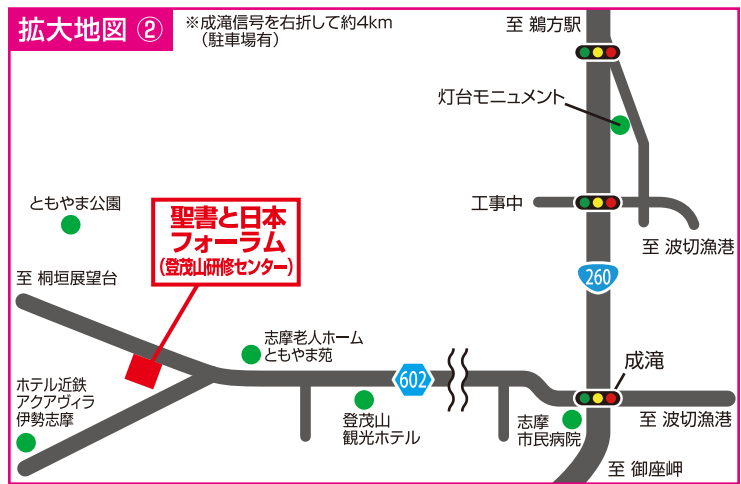 拡大地図 ②
※成滝信号を右折して約4km
（駐車場有）
至 鵜方駅
灯台モニュメント
ともやま公園
聖書と日本
フォーラム
（登茂山研修センター）
工事中
至 波切漁港
至 桐垣展望台
260
志摩老人ホーム
ともやま苑
成滝
602
ホテル近鉄
アクアヴィラ
伊勢志摩
登茂山
観光ホテル
志摩
市民病院
至 波切漁港
至 御座岬